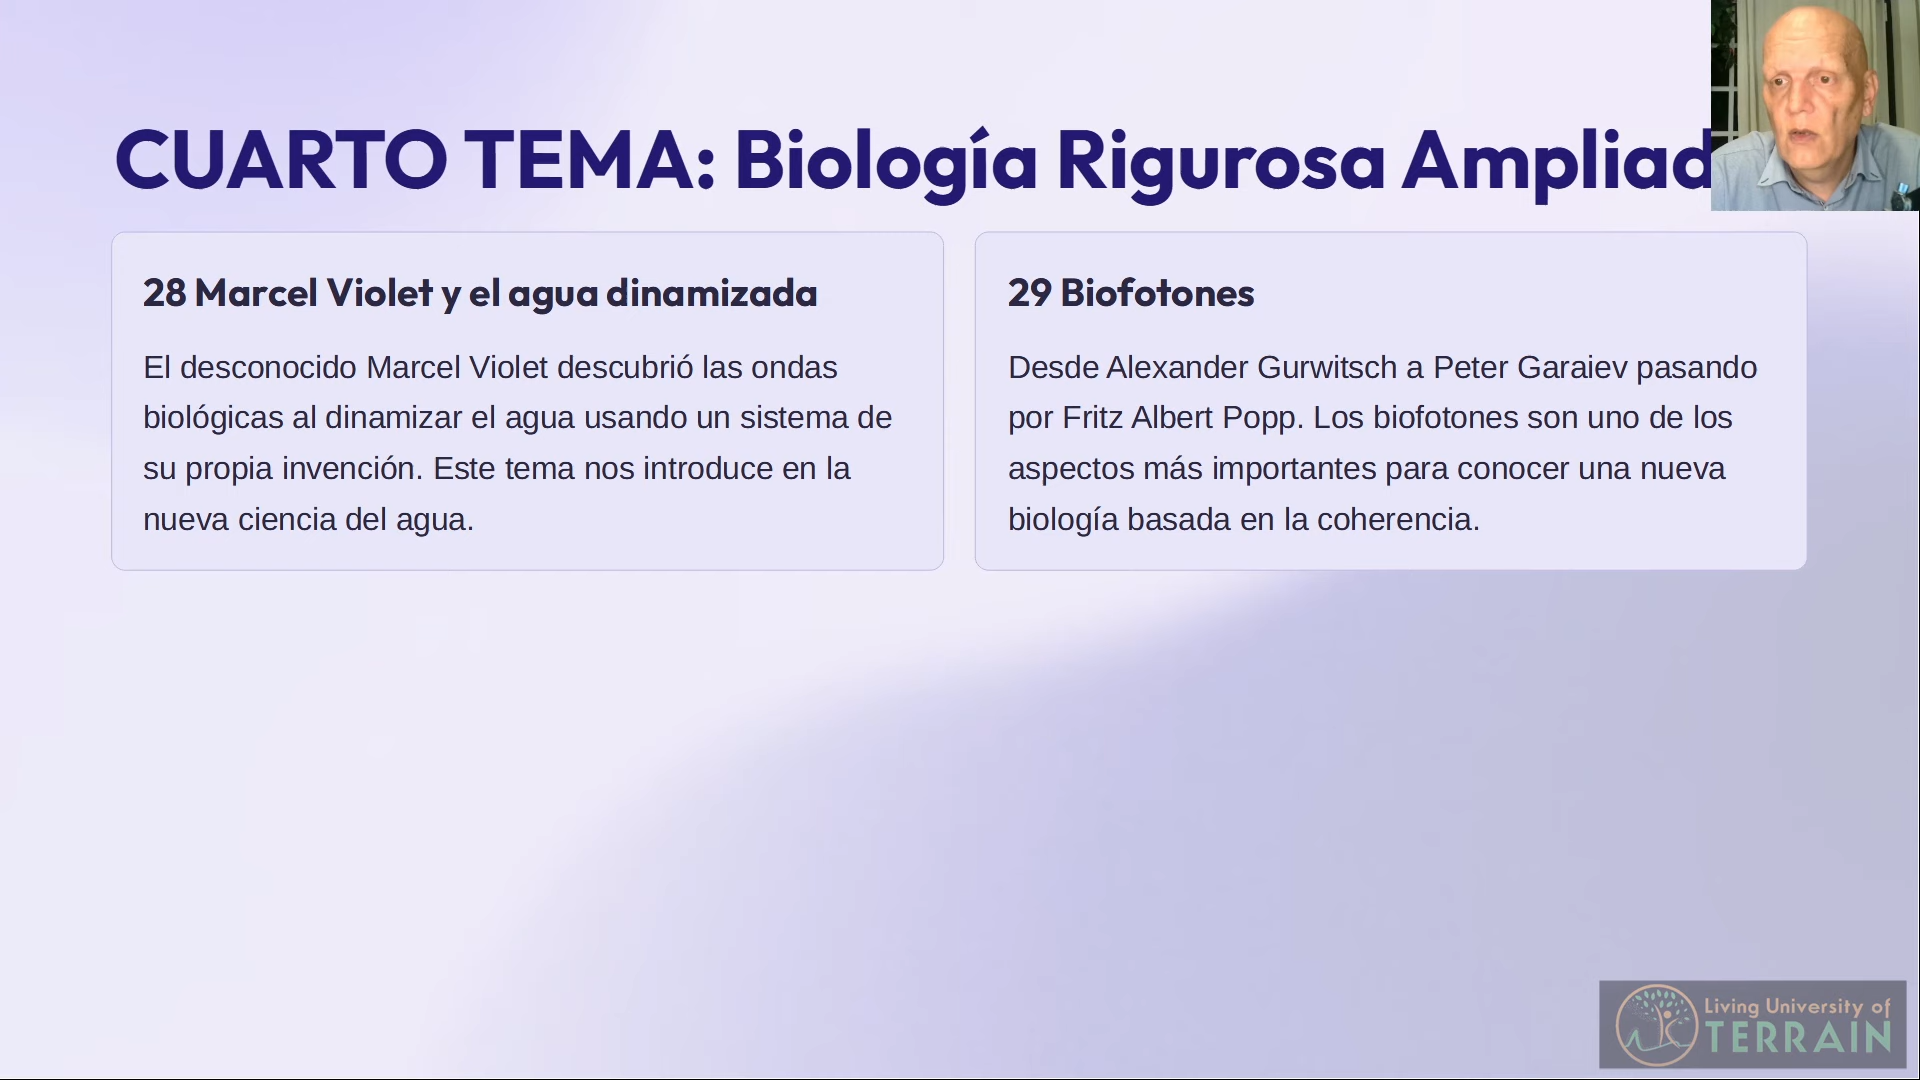 CUARTO TEMA: Biología Rigurosa Ampliad
28 Marcel Violet y el agua dinamizada
El desconocido Marcel Violet descubrió las ondas
biológicas al dinamizar el agua usando un sistema de
su propia invención. Este tema nos introduce en la
nueva ciencia del agua.
29 Biofotones
Desde Alexander Gurwitsch a Peter Garaiev pasando
por Fritz Albert Popp. Los biofotones son uno de los
aspectos más importantes para conocer una nueva
biología basada en la coherencia.
Living University of
TERRAIN